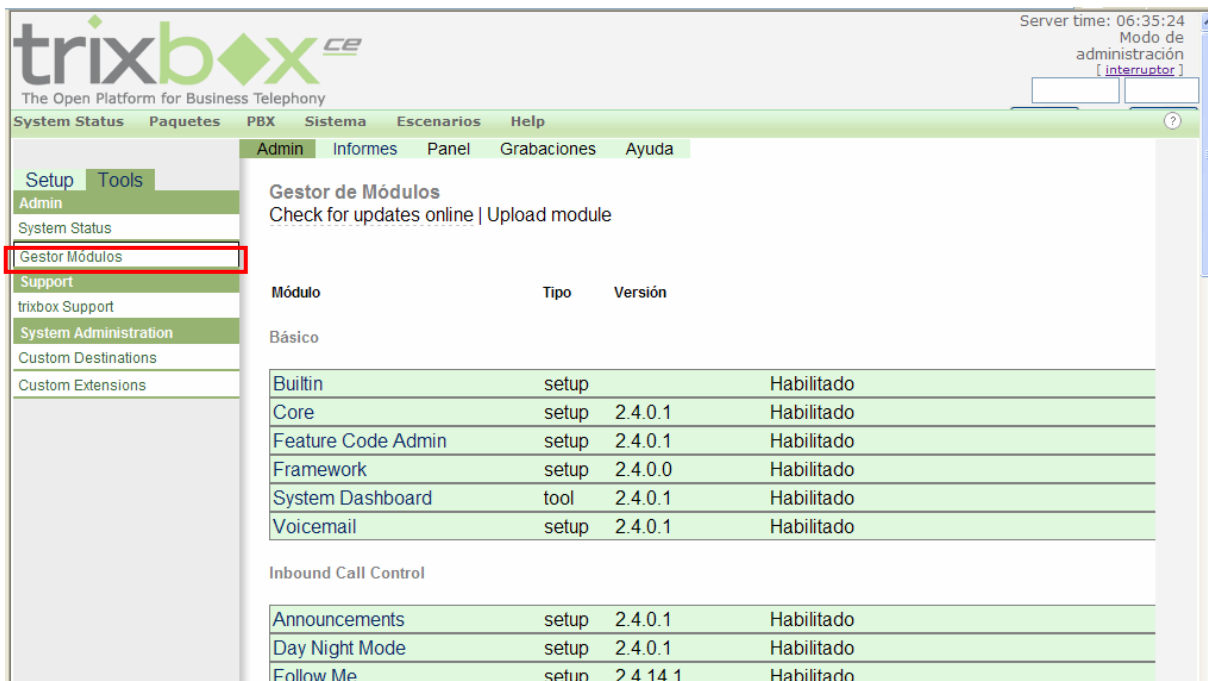 trixbox ce
The Open Platform for Business Telephony
Server time: 06:35:24
Modo de
administración
[ interruptor ]
System Status Paquetes PBX Sistema Escenarios Help ?
Admin Informes Panel Grabaciones Ayuda
Setup Tools
Admin
System Status
Gestor Módulos
Support
trixbox Support
System Administration
Custom Destinations
Custom Extensions
Gestor de Módulos
Check for updates online | Upload module
Módulo Tipo Versión
Básico
Builtin setup Habilitado
Core setup 2.4.0.1 Habilitado
Feature Code Admin setup 2.4.0.1 Habilitado
Framework setup 2.4.0.0 Habilitado
System Dashboard tool 2.4.0.1 Habilitado
Voicemail setup 2.4.0.1 Habilitado
Inbound Call Control
Announcements setup 2.4.0.1 Habilitado
Day Night Mode setup 2.4.0.1 Habilitado
Follow Me setup 2.4.14.1 Habilitado